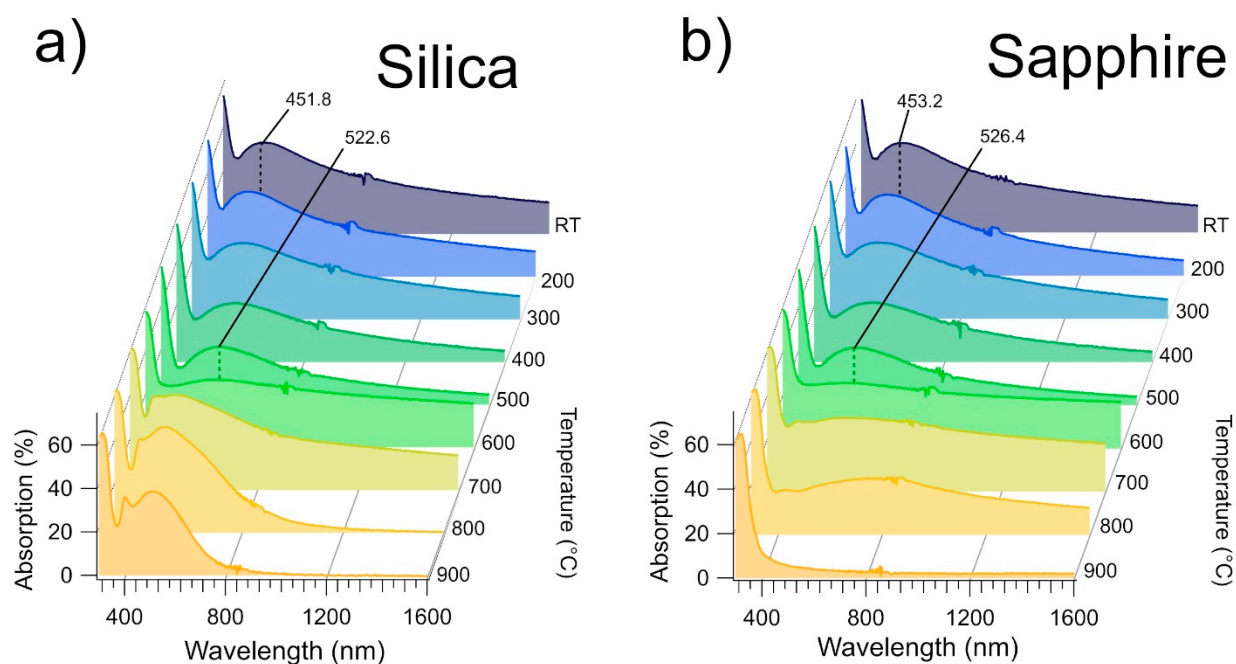 a)
Silica
451.8
522.6
RT
200
300
400
500
600
700
800
900
Temperature (°C)
Absorption (%)
60
40
20
0
400 800 1200 1600
Wavelength (nm)
b)
Sapphire
453.2
526.4
RT
200
300
400
500
600
700
800
900
Temperature (°C)
Absorption (%)
60
40
20
0
400 800 1200 1600
Wavelength (nm)